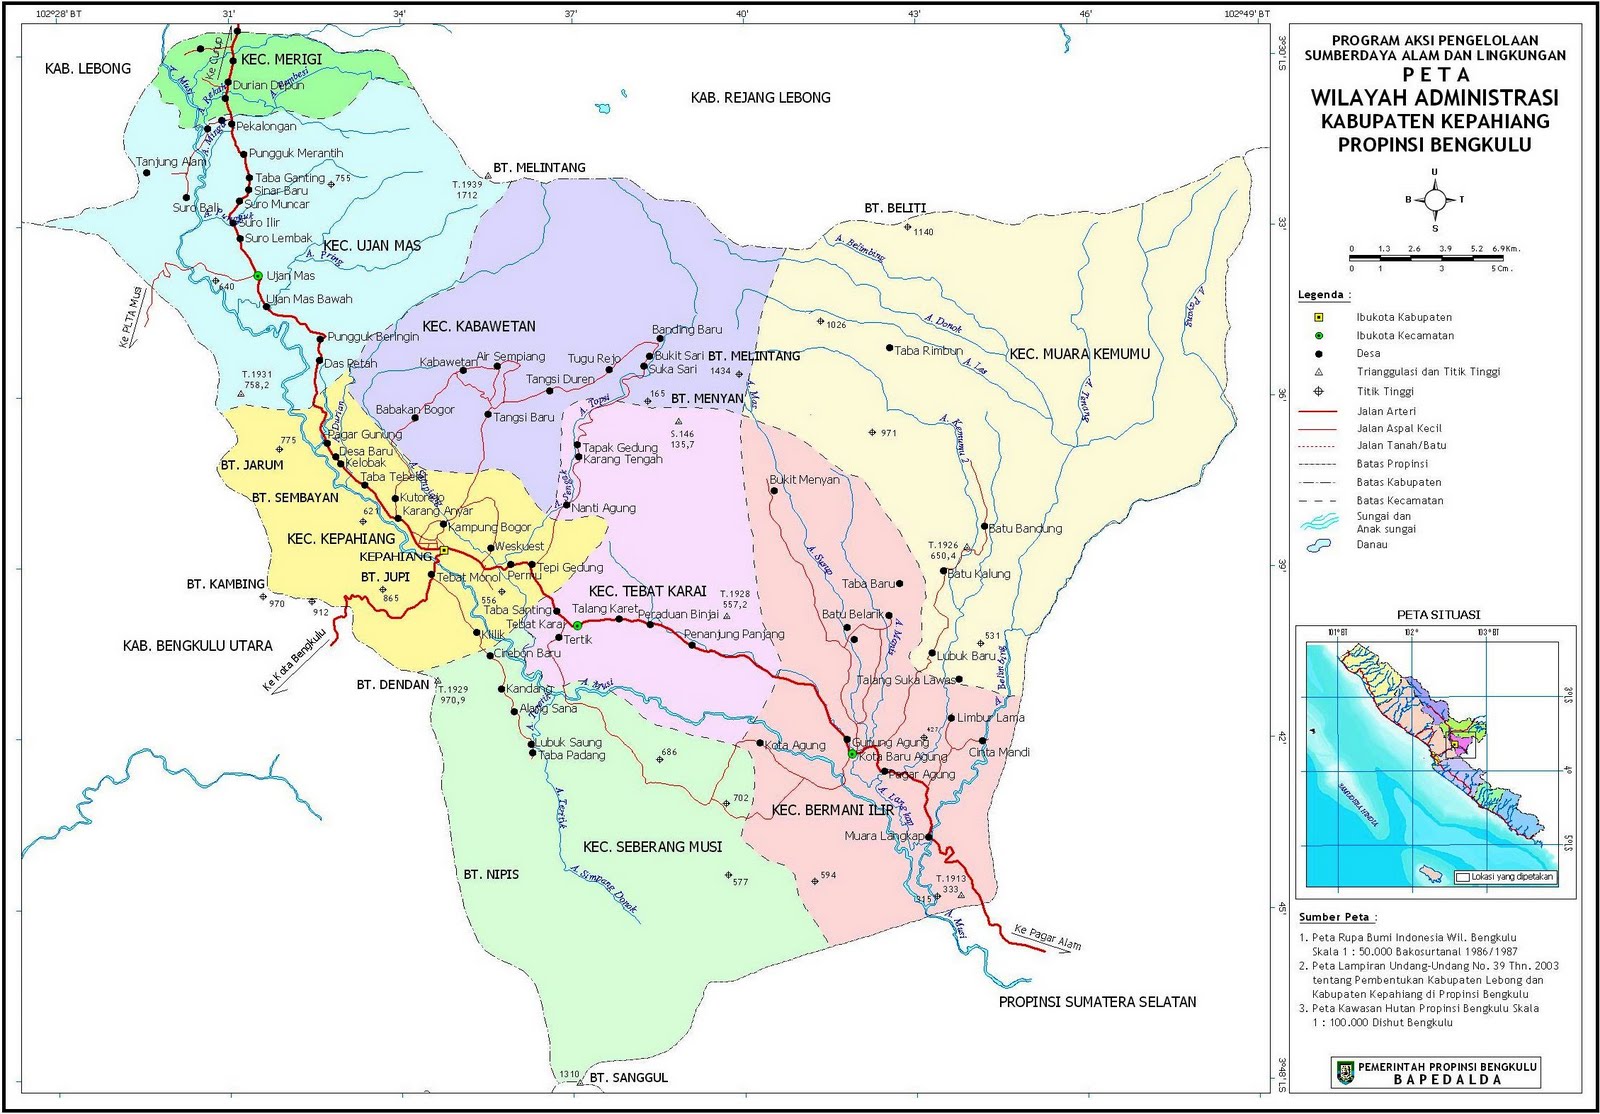 102°28' BT
31'
34'
37'
40'
43'
46'
102°49' BT
3°30' LS
33'
36'
39'
42'
45'
3°48' LS
KAB. LEBONG
KEC. MERIGI
KAB. REJANG LEBONG
Ke Curup
A. Musi
A. Rekah
Durian Depun
Pekalongan
Pungguk Merantih
Tanjung Alam
Taba Ganting
755
Sinar Baru
Suro Bali
Suro Muncar
Suro Ilir
Suro Lembak
KEC. UJAN MAS
A. Pring
640
Ujan Mas
Ujan Mas Bawah
Ke PLTA Mus
Pungguk Beringin
Das Petah
T.1931
758,2
T.1939
1712
BT. MELINTANG
BT. BELITI
1140
A. Belimbing
A. Donok
A. Las
1026
Taba Rimbun
KEC. MUARA KEMUMU
A. Tenang
A. Kemumu 2
971
KEC. KABAWETAN
Banding Baru
Kabawetan
Air Sempiang
Tugu Rejo
Bukit Sari
BT. MELINTANG
Suka Sari
1434
Tangsi Duren
165
BT. MENYAN
Babakan Bogor
Tangsi Baru
A. Topsi
A. Mas
S.146
135,7
A. Durian
775
Pagar Gunung
Desa Baru
Kelobak
BT. JARUM
Taba Tebelet
BT. SEMBAYAN
Kutorejo
A. Sempiang
621
Karang Anyar
Tapak Gedung
Karang Tengah
Nanti Agung
Kampung Bogor
Bukit Menyan
KEC. KEPAHIANG
KEPAHIANG
Weskuest
Tepi Gedung
Permu
Tebat Monol
BT. JUPI
865
556
BT. KAMBING
970
912
KAB. BENGKULU UTARA
Ke Kota Bengkulu
KEC. TEBAT KARAI
T.1928
557,2
Taba Santing
Talang Karet
Peraduan Binjai
Tebat Karai
Tertik
Penanjung Panjang
Kililik
Cirebon Baru
BT. DENDAN
T.1929
970,9
Kandang
Alang Sana
A. Musi
Lubuk Saung
Taba Padang
A. Tertik
A. Simpang Donok
686
702
577
594
KEC. SEBERANG MUSI
BT. NIPIS
1310
BT. SANGGUL
A. Surup
Taba Baru
Batu Belarik
A. Manis
Batu Bandung
T.1926
650,4
Batu Kalung
531
Lubuk Baru
Talang Suka Lawas
Limbur Lama
427
Cinta Mandi
Kota Agung
Gunung Agung
Kota Baru Agung
Pagar Agung
A. Langkap
KEC. BERMANI ILIR
Muara Langkap
T.1913
333
315
A. Musi
Ke Pagar Alam
PROPINSI SUMATERA SELATAN
PROGRAM AKSI PENGELOLAAN
SUMBERDAYA ALAM DAN LINGKUNGAN
P E T A
WILAYAH ADMINISTRASI
KABUPATEN KEPAHIANG
PROPINSI BENGKULU
U
B T
S
0 1.3 2.6 3.9 5.2 6.9Km.
0 1 3 5 Cm.
Legenda :
Ibukota Kabupaten
Ibukota Kecamatan
Desa
Trianggulasi dan Titik Tinggi
Titik Tinggi
Jalan Arteri
Jalan Aspal Kecil
Jalan Tanah/Batu
Batas Propinsi
Batas Kabupaten
Batas Kecamatan
Sungai dan
Anak sungai
Danau
PETA SITUASI
101°BT
102°
103°BT
3°LS
4°
5°LS
SAMUDERA HINDIA
Lokasi yang dipetakan
Sumber Peta :
1. Peta Rupa Bumi Indonesia Wil. Bengkulu
Skala 1 : 50.000 Bakosurtanal 1986/1987
2. Peta Lampiran Undang-Undang No. 39 Thn. 2003
tentang Pembentukan Kabupaten Lebong dan
Kabupaten Kepahiang di Propinsi Bengkulu
3. Peta Kawasan Hutan Propinsi Bengkulu Skala
1 : 100.000 Dishut Bengkulu
PEMERINTAH PROPINSI BENGKULU
B A P E D A L D A